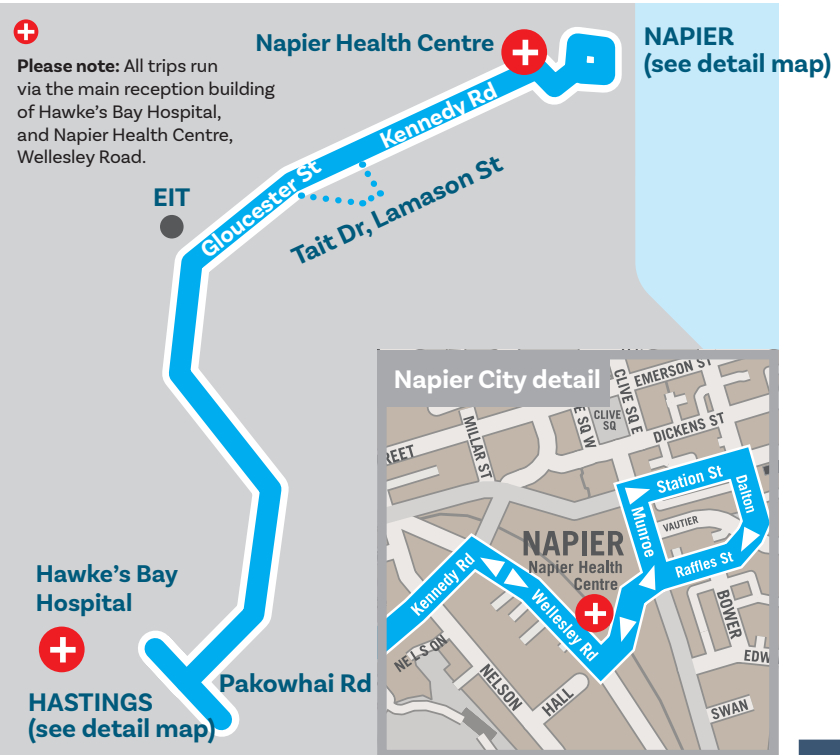 Napier Health Centre
NAPIER
(see detail map)
Please note: All trips run
via the main reception building
of Hawke's Bay Hospital,
and Napier Health Centre,
Wellesley Road.
Kennedy Rd
Gloucester St
EIT
Tait Dr, Lamason St
Napier City detail
EMERSON ST
CLIVE SQ E
CLIVE
SQ
E SQ W
DICKENS ST
MILLAR ST
REET
Station St
Dalton
Munroe
VAUTIER
NAPIER
Napier Health
Centre
Raffles St
Kennedy Rd
Wellesley Rd
BOWER
NELSON
NELSON
HALL
EDW
SWAN
Hawke's Bay
Hospital
HASTINGS
(see detail map)
Pakowhai Rd